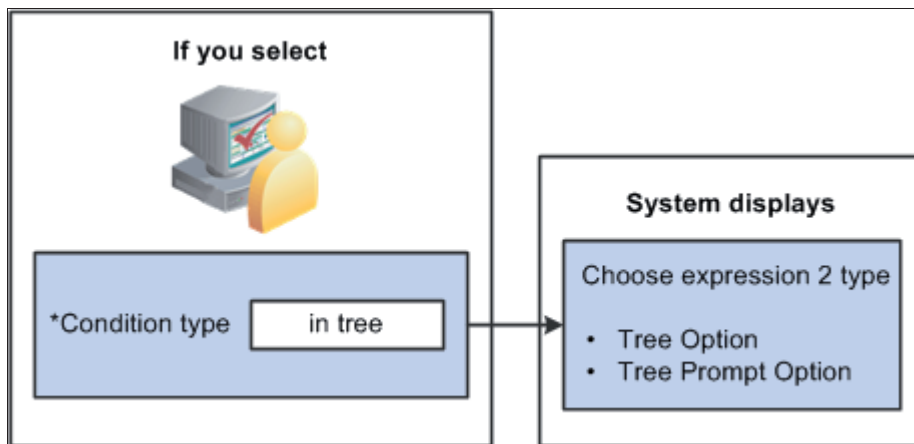 If you select
*Condition type in tree
System displays
Choose expression 2 type
• Tree Option
• Tree Prompt Option